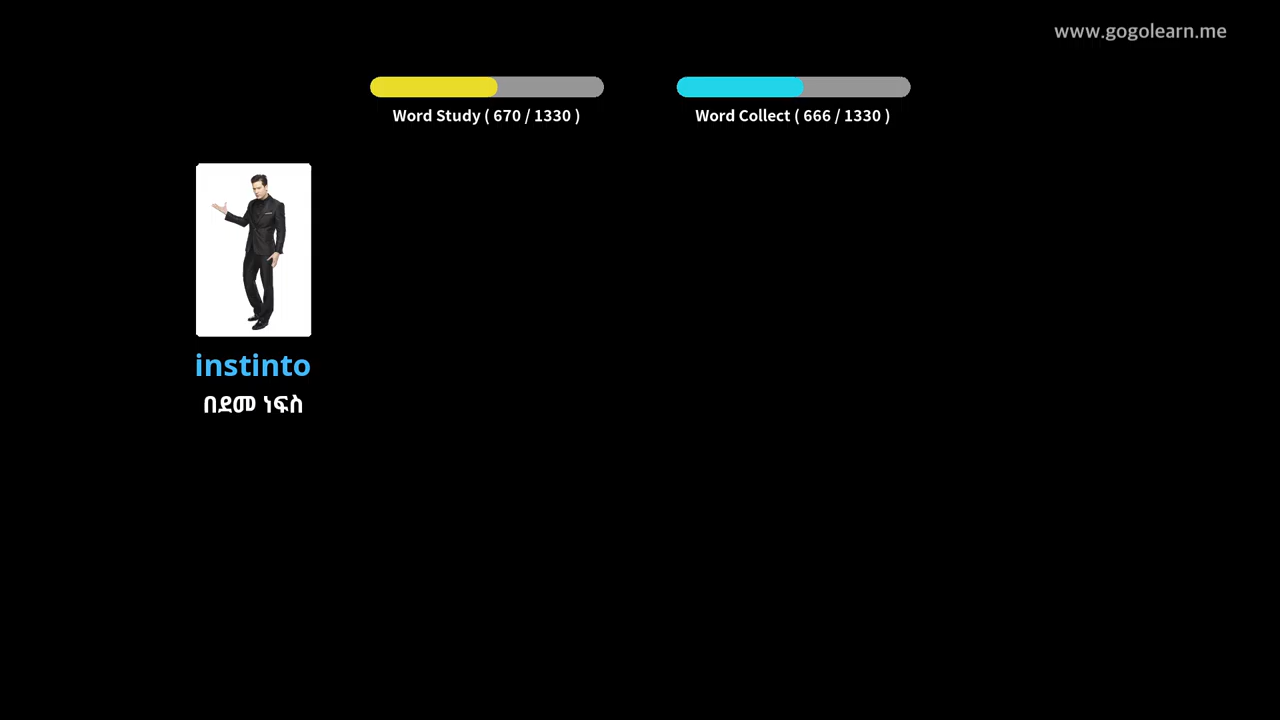 www.gogolearn.me
Word Study ( 670 / 1330 )
Word Collect ( 666 / 1330 )
instinto
በደመ ነፍስ